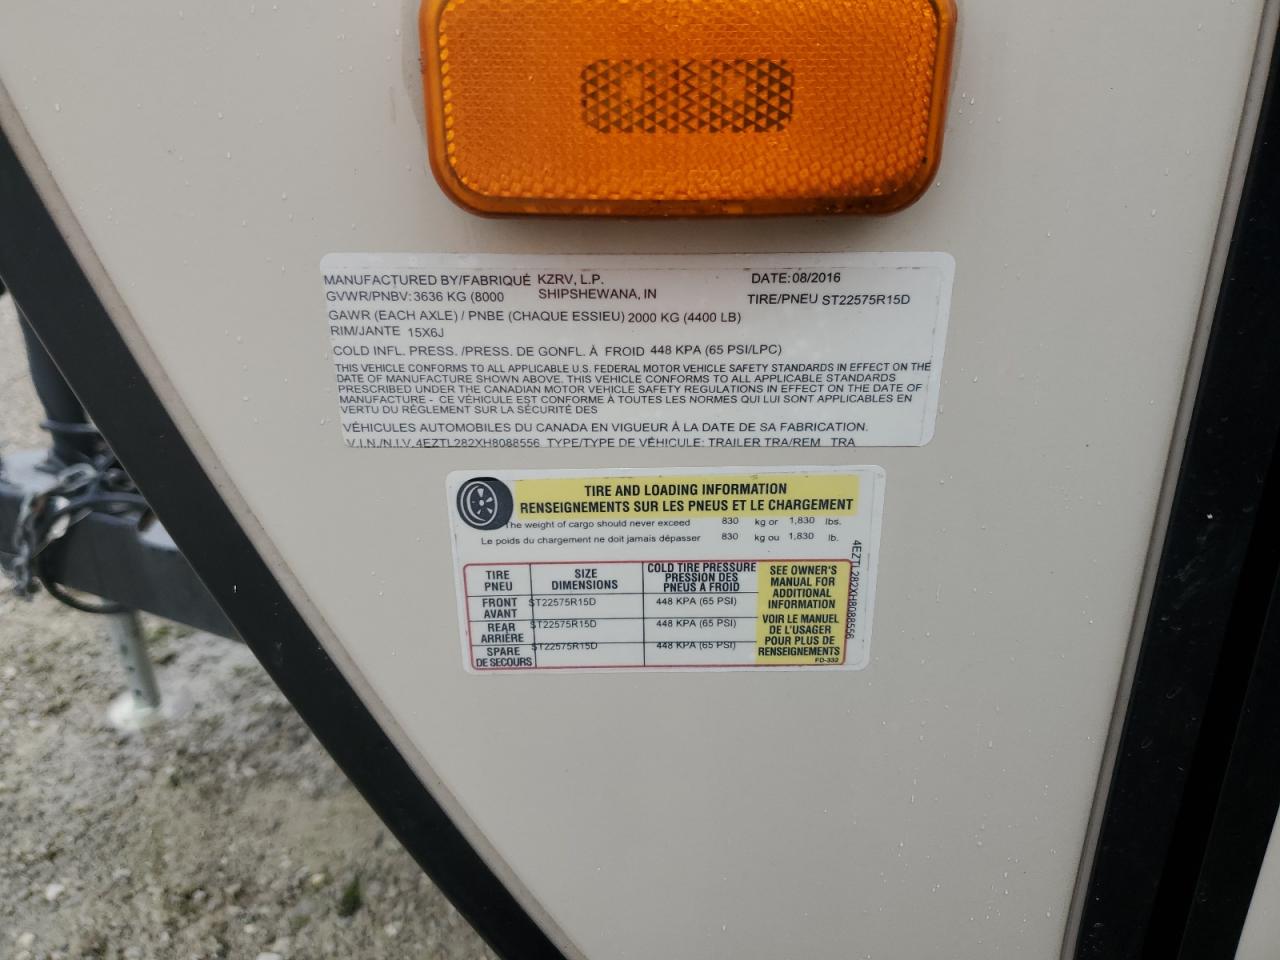 MANUFACTURED BY/FABRIQUÉ KZRV, L.P. DATE:08/2016
GVWR/PNBV: 3636 KG (8000 SHIPSHEWANA, IN TIRE/PNEU ST22575R15D
GAWR (EACH AXLE) / PNBE (CHAQUE ESSIEU) 2000 KG (4400 LB)
RIM/JANTE 15X6J
COLD INFL. PRESS. /PRESS. DE GONFL. À FROID 448 KPA (65 PSI/LPC)
THIS VEHICLE CONFORMS TO ALL APPLICABLE U.S. FEDERAL MOTOR VEHICLE SAFETY STANDARDS IN EFFECT ON THE
DATE OF MANUFACTURE SHOWN ABOVE. THIS VEHICLE CONFORMS TO ALL APPLICABLE STANDARDS
PRESCRIBED UNDER THE CANADIAN MOTOR VEHICLE SAFETY REGULATIONS IN EFFECT ON THE DATE OF
MANUFACTURE - CE VÉHICULE EST CONFORME À TOUTES LES NORMES QUI LUI SONT APPLICABLES EN
VERTU DU RÈGLEMENT SUR LA SÉCURITÉ DES
VÉHICULES AUTOMOBILES DU CANADA EN VIGUEUR À LA DATE DE SA FABRICATION.
V.I.N./N.I.V. 4EZTL282XH8088556 TYPE/TYPE DE VÉHICULE: TRAILER TRA/REM TRA
TIRE AND LOADING INFORMATION
RENSEIGNEMENTS SUR LES PNEUS ET LE CHARGEMENT
The weight of cargo should never exceed 830 kg or 1,830 lbs.
Le poids du chargement ne doit jamais dépasser 830 kg ou 1,830 lb.
TIRE
PNEU
SIZE
DIMENSIONS
COLD TIRE PRESSURE
PRESSION DES
PNEUS À FROID
FRONT
AVANT
ST22575R15D
448 KPA (65 PSI)
REAR
ARRIÈRE
ST22575R15D
448 KPA (65 PSI)
SPARE
DE SECOURS
ST22575R15D
448 KPA (65 PSI)
SEE OWNER'S
MANUAL FOR
ADDITIONAL
INFORMATION
VOIR LE MANUEL
DE L'USAGER
POUR PLUS DE
RENSEIGNEMENTS
FD-332
4EZTL282XH8088556